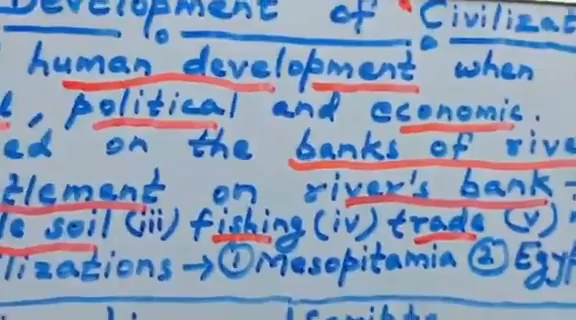 Development of Civilizat
human development when
, political and economic.
ed on the banks of rive
tlement on river's bank -
le soil (iii) fishing (iv) trade (v)
lizations → ① Mesopitamia ② Egyp